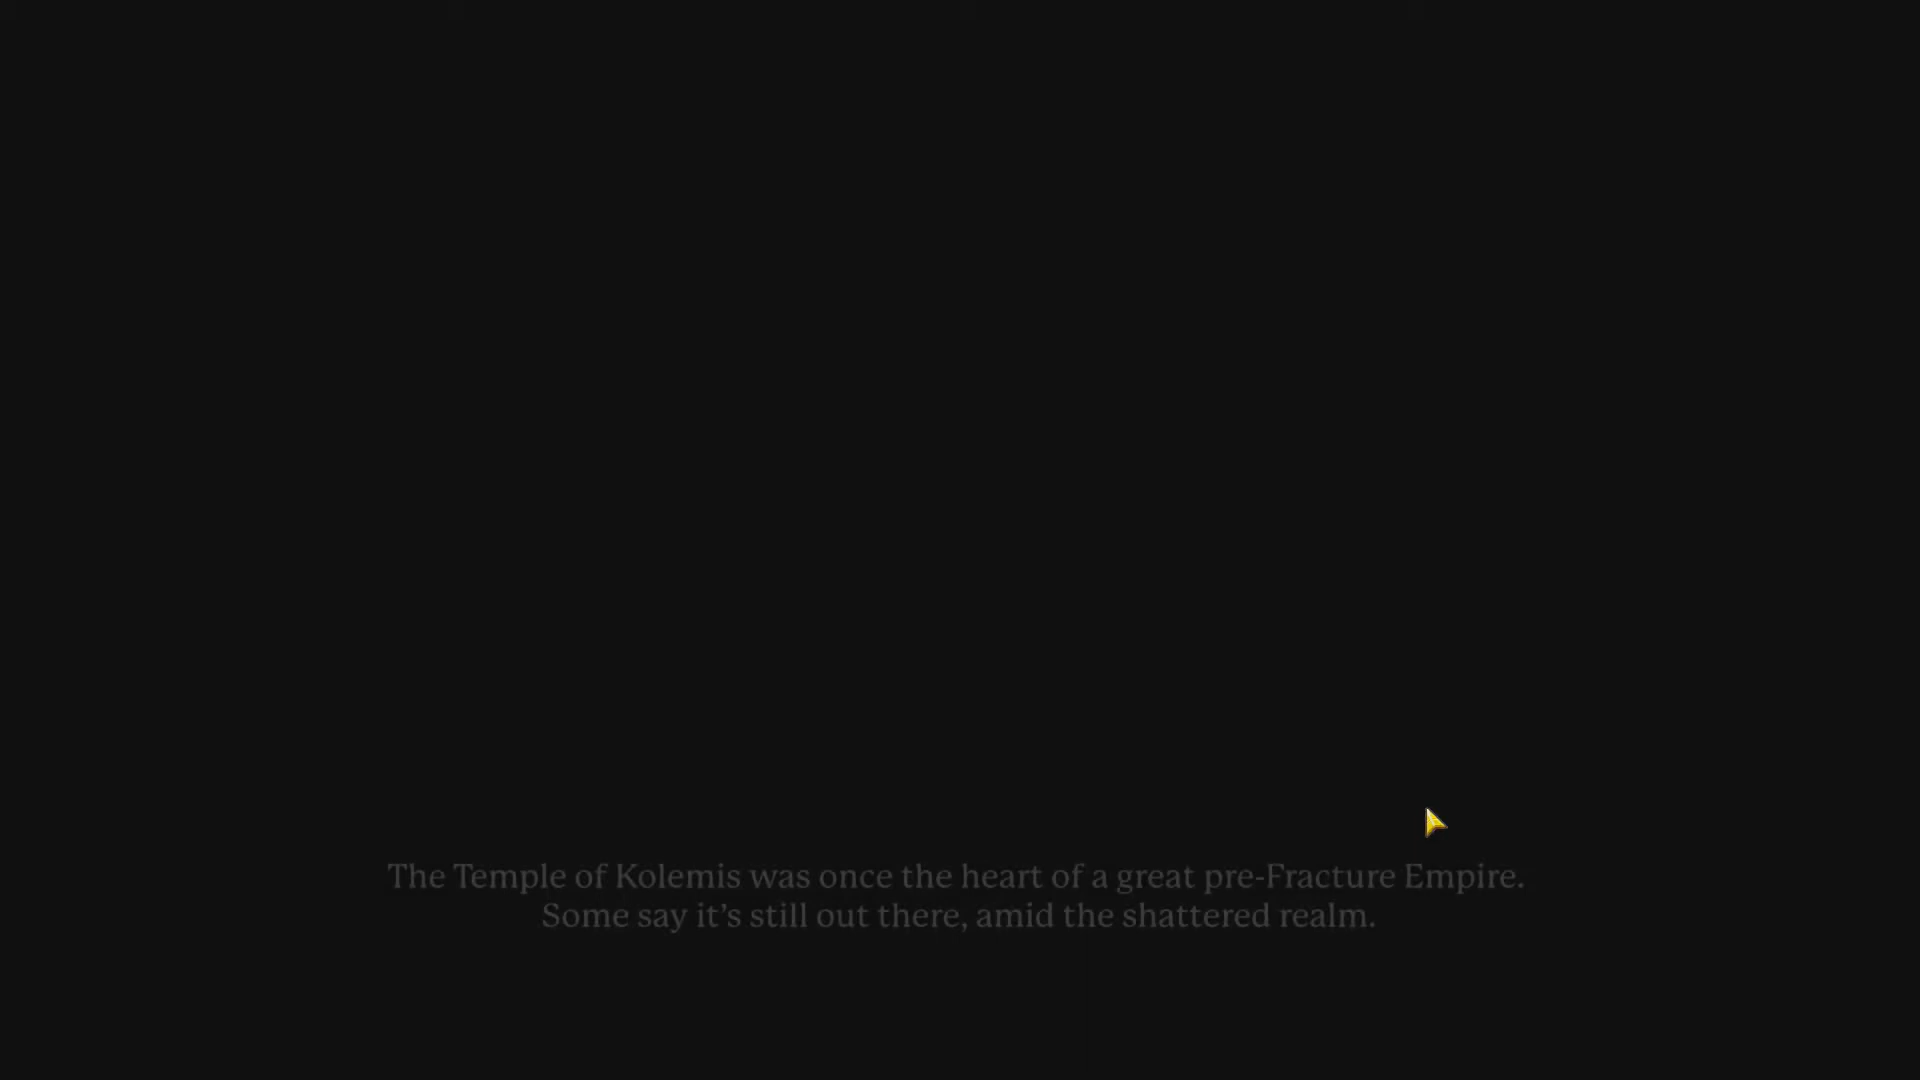 The Temple of Kolemis was once the heart of a great pre-Fracture Empire.
Some say it’s still out there, amid the shattered realm.